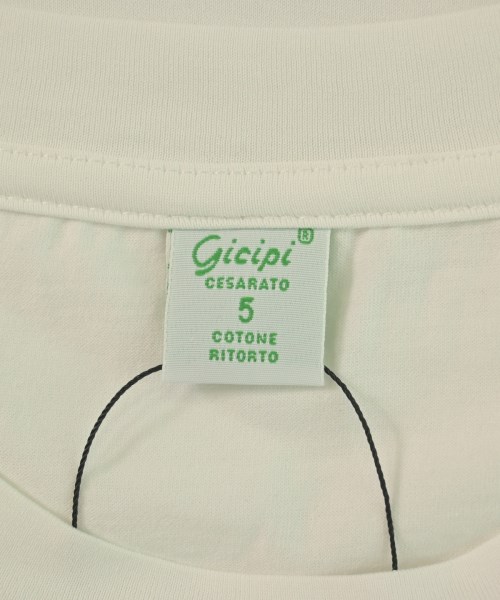 Gicipi®
CESARATO
5
COTONE
RITORTO